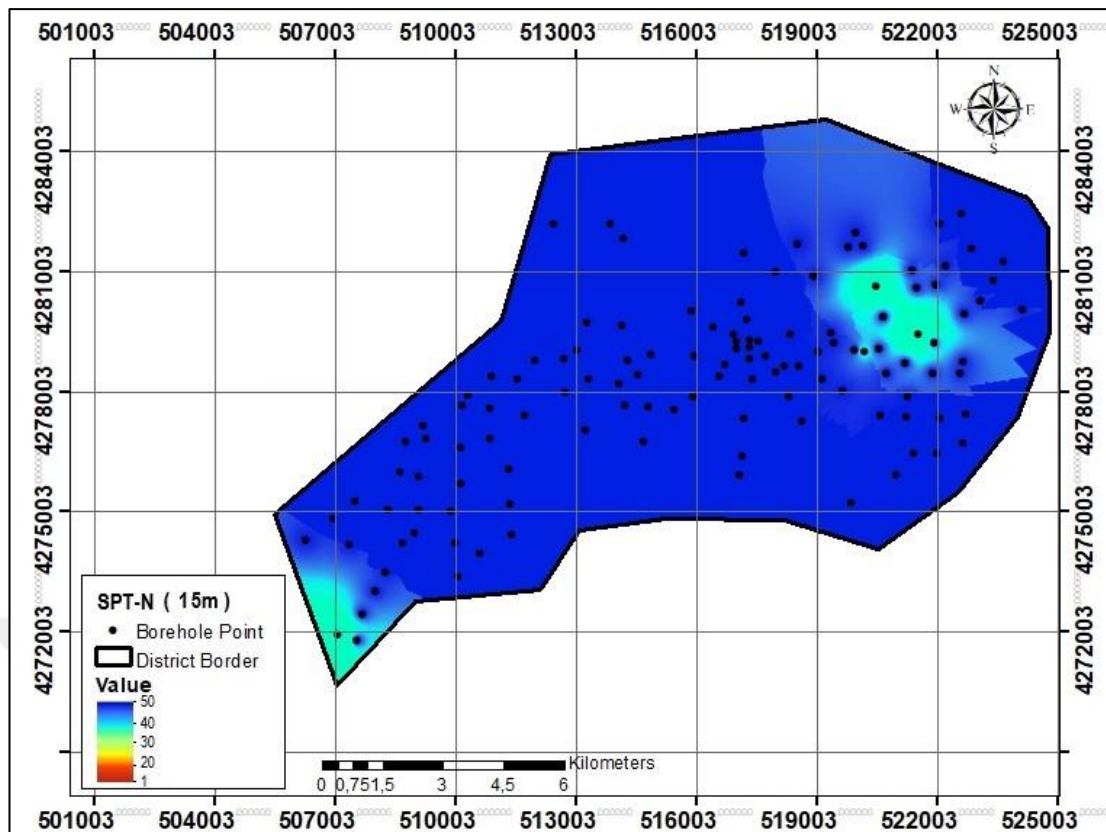 501003 504003 507003 510003 513003 516003 519003 522003 525003
N
W E
S
4284003 4284003
4281003 4281003
4278003 4278003
4275003 4275003
4272003 4272003
SPT-N ( 15m)
Borehole Point
District Border
Value
50
40
30
20
1
Kilometers
0 0,75 1,5 3 4,5 6
501003 504003 507003 510003 513003 516003 519003 522003 525003